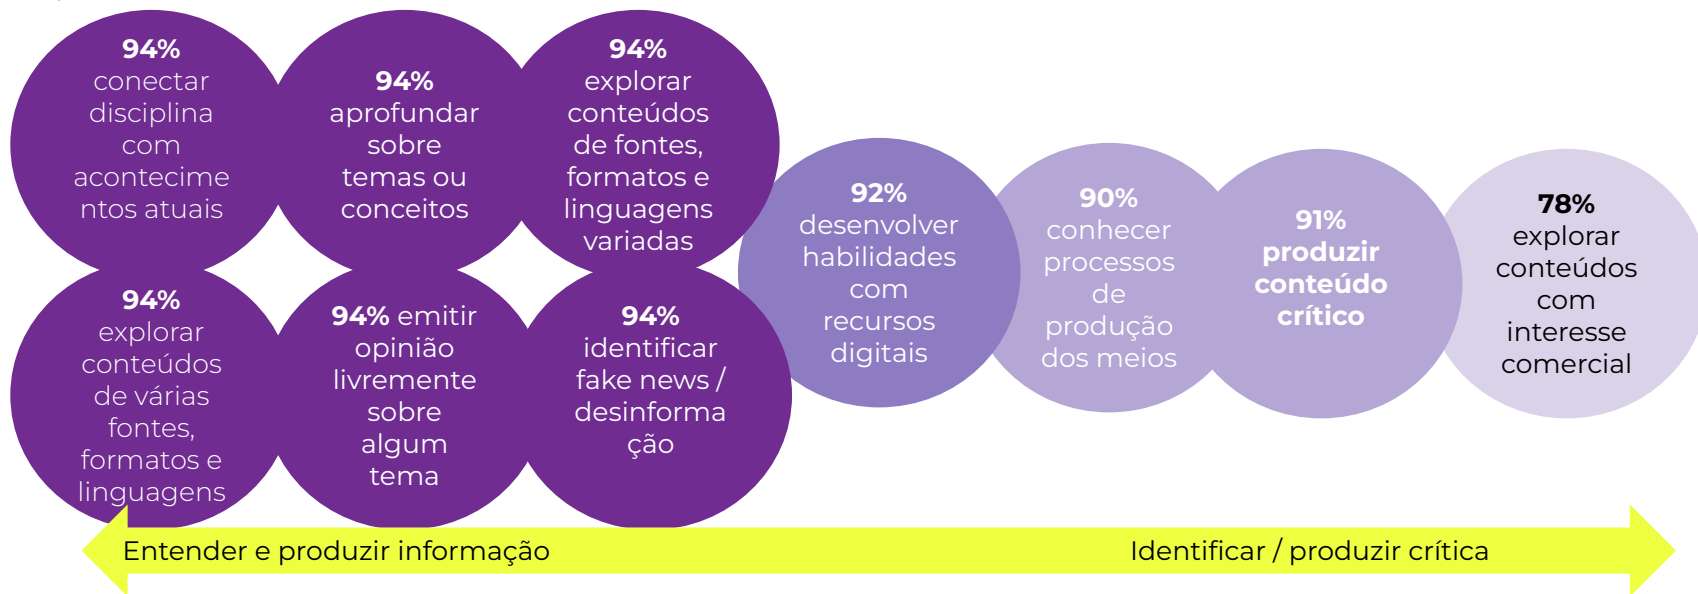 94%
conectar
disciplina
com
acontecime
ntos atuais
94%
aprofundar
sobre
temas ou
conceitos
94%
explorar
conteúdos
de fontes,
formatos e
linguagens
variadas
94%
explorar
conteúdos
de várias
fontes,
formatos e
linguagens
94% emitir
opinião
livremente
sobre
algum
tema
94%
identificar
fake news /
desinforma
ção
92%
desenvolver
habilidades
com
recursos
digitais
90%
conhecer
processos
de
produção
dos meios
91%
produzir
conteúdo
crítico
78%
explorar
conteúdos
com
interesse
comercial
Entender e produzir informação
Identificar / produzir crítica